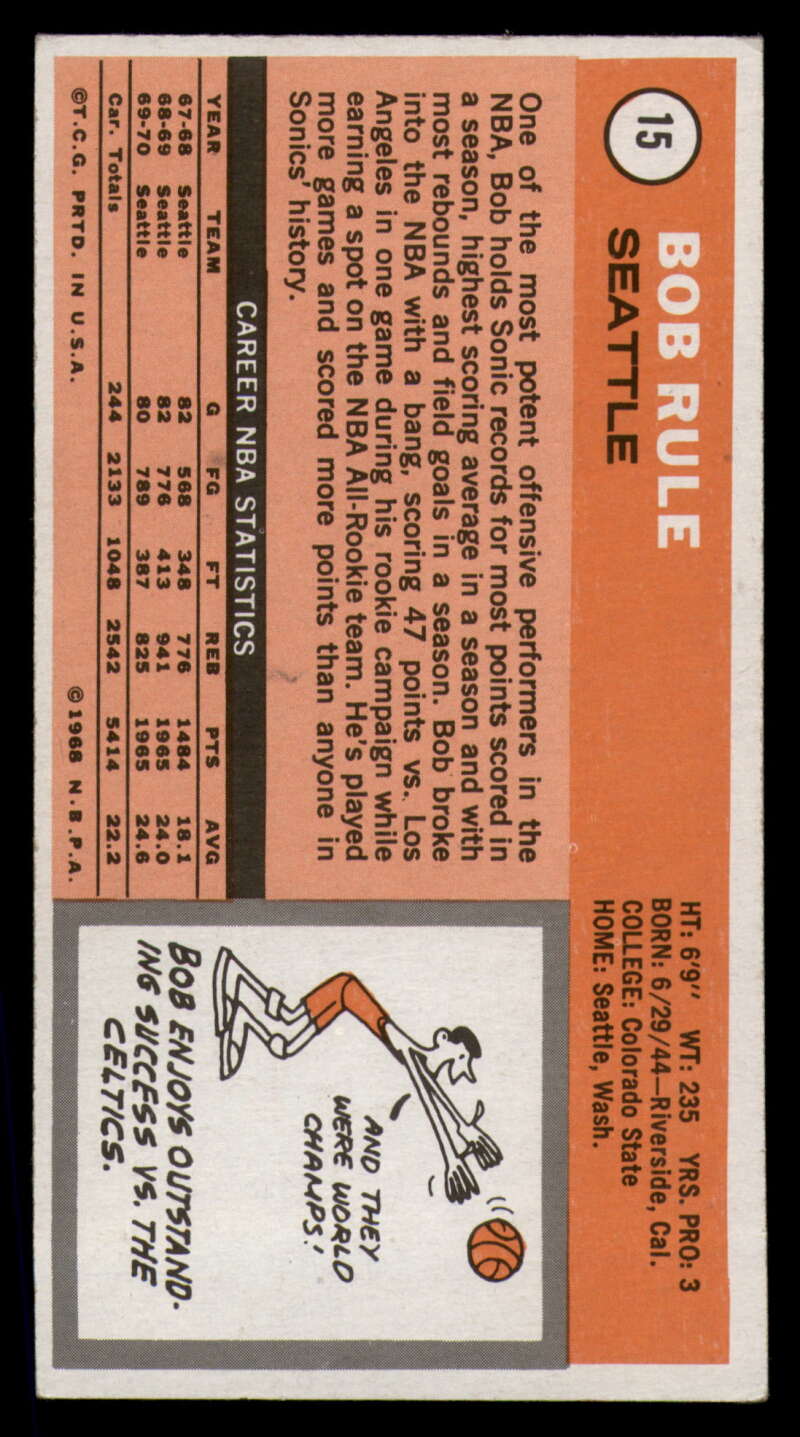 15
BOB RULE
SEATTLE
HT: 6'9" WT: 235 YRS. PRO: 3
BORN: 6/29/44—Riverside, Cal.
COLLEGE: Colorado State
HOME: Seattle, Wash.
One of the most potent offensive performers in the
NBA, Bob holds Sonic records for most points scored in
a season, highest scoring average in a season and with
most rebounds and field goals in a season. Bob broke
into the NBA with a bang, scoring 47 points vs. Los
Angeles in one game during his rookie campaign while
earning a spot on the NBA All-Rookie team. He's played
more games and scored more points than anyone in
Sonics' history.
CAREER NBA STATISTICS
YEAR TEAM G FG FT REB PTS AVG
67-68 Seattle 82 568 348 776 1484 18.1
68-69 Seattle 82 776 413 941 1965 24.0
69-70 Seattle 80 789 387 825 1965 24.6
Car. Totals 244 2133 1048 2542 5414 22.2
©T.C.G. PRTD. IN U.S.A. ©1968 N.B.P.A.
AND THEY
WERE WORLD
CHAMPS!
BOB ENJOYS OUTSTAND-
ING SUCCESS VS. THE
CELTICS.